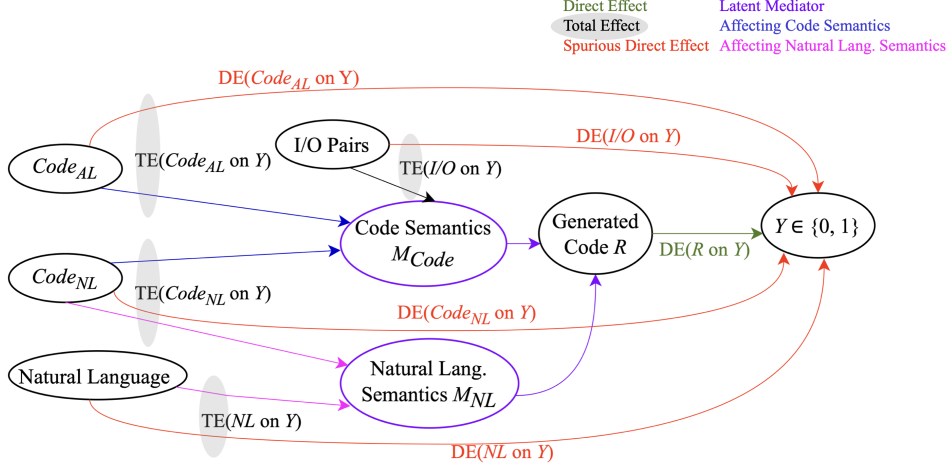 Direct Effect
Latent Mediator
Total Effect
Affecting Code Semantics
Spurious Direct Effect
Affecting Natural Lang. Semantics
DE(Code_AL on Y)
I/O Pairs
DE(I/O on Y)
Code_AL
TE(Code_AL on Y)
TE(I/O on Y)
Code Semantics
M_Code
Generated
Code R
Y ∈ {0, 1}
DE(R on Y)
Code_NL
TE(Code_NL on Y)
DE(Code_NL on Y)
Natural Language
Natural Lang.
Semantics M_NL
TE(NL on Y)
DE(NL on Y)